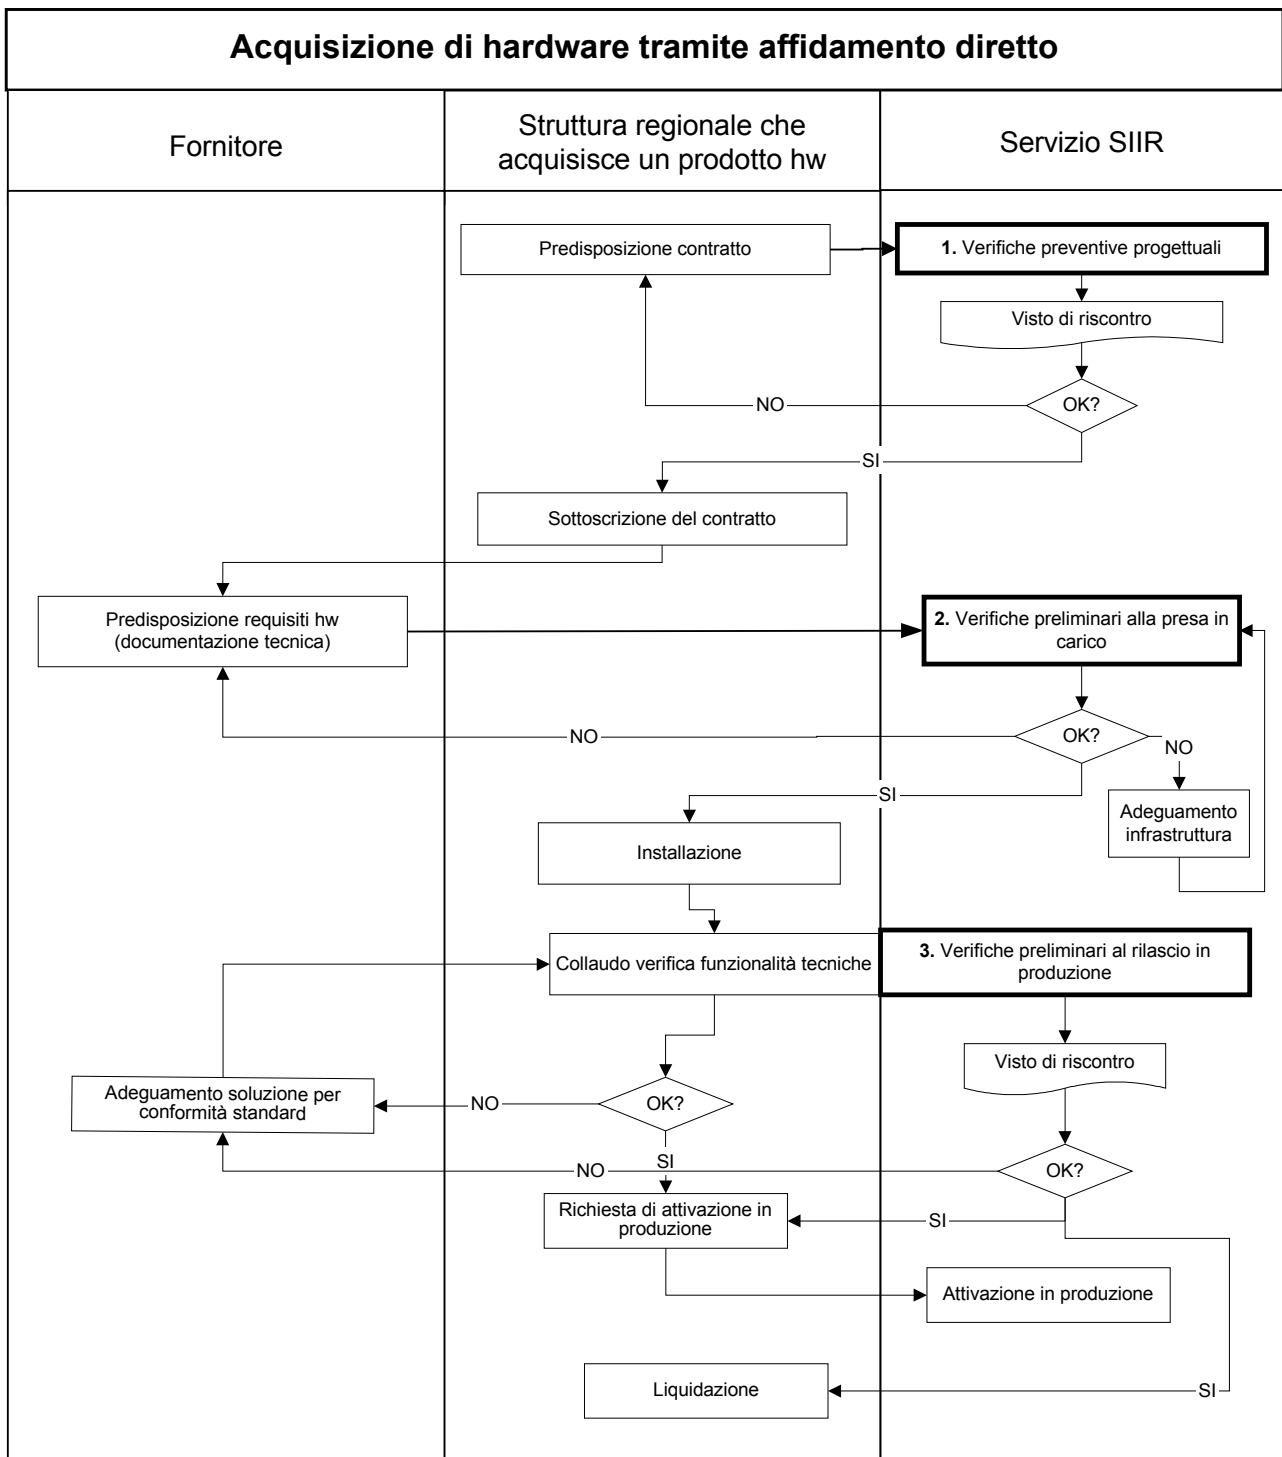 Acquisizione di hardware tramite affidamento diretto
Fornitore
Struttura regionale che
acquisisce un prodotto hw
Servizio SIIR
Predisposizione contratto
1. Verifiche preventive progettuali
Visto di riscontro
OK?
NO
SI
Sottoscrizione del contratto
Predisposizione requisiti hw
(documentazione tecnica)
2. Verifiche preliminari alla presa in
carico
OK?
NO
NO
SI
Adeguamento
infrastruttura
Installazione
Collaudo verifica funzionalità tecniche
3. Verifiche preliminari al rilascio in
produzione
Visto di riscontro
Adeguamento soluzione per
conformità standard
NO
OK?
SI
NO
OK?
Richiesta di attivazione in
produzione
SI
Attivazione in produzione
Liquidazione
SI